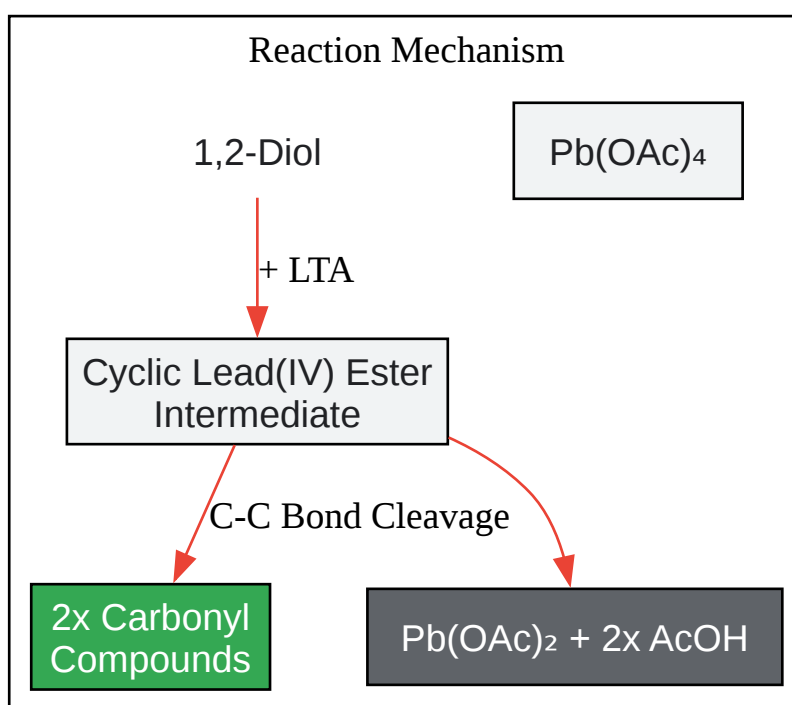 Reaction Mechanism
1,2-Diol
Pb(OAc)₄
+ LTA
Cyclic Lead(IV) Ester
Intermediate
C-C Bond Cleavage
2x Carbonyl
Compounds
Pb(OAc)₂ + 2x AcOH